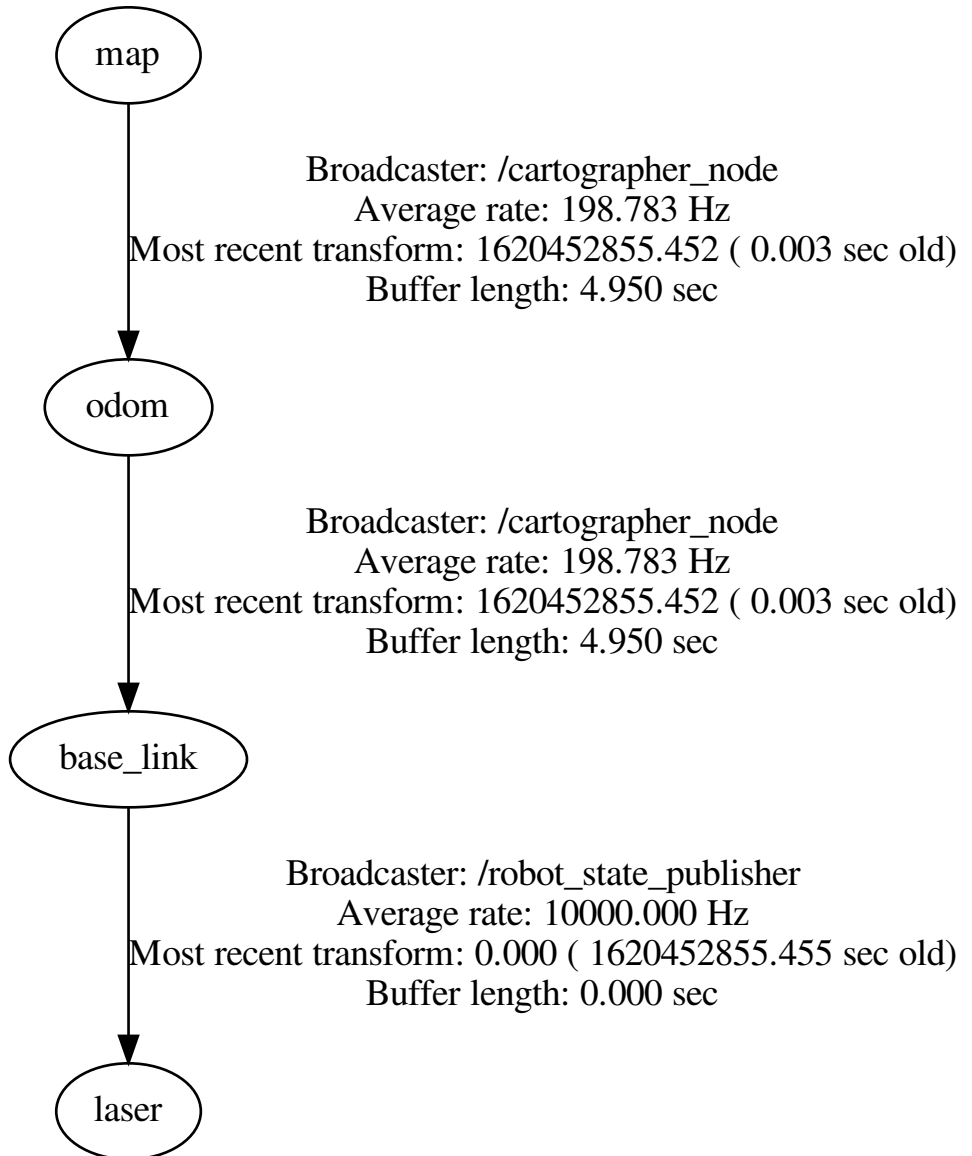 map
Broadcaster: /cartographer_node
Average rate: 198.783 Hz
Most recent transform: 1620452855.452 ( 0.003 sec old)
Buffer length: 4.950 sec
odom
Broadcaster: /cartographer_node
Average rate: 198.783 Hz
Most recent transform: 1620452855.452 ( 0.003 sec old)
Buffer length: 4.950 sec
base_link
Broadcaster: /robot_state_publisher
Average rate: 10000.000 Hz
Most recent transform: 0.000 ( 1620452855.455 sec old)
Buffer length: 0.000 sec
laser